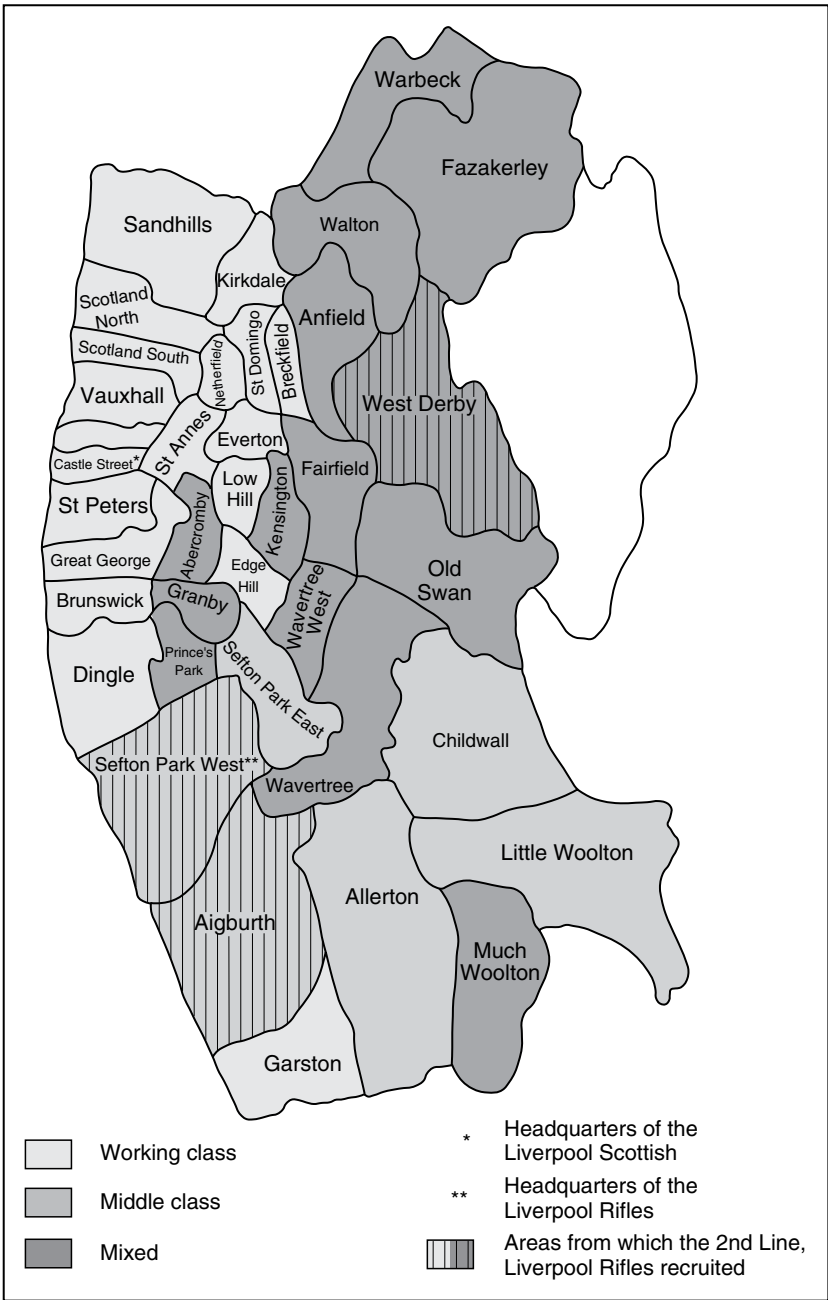 Warbeck
Fazakerley
Sandhills
Walton
Kirkdale
Scotland
North
Anfield
Scotland South
Netherfield
St Domingo
Breckfield
Vauxhall
West Derby
St Annes
Everton
Castle Street*
Fairfield
Low
Hill
Kensington
St Peters
Abercromby
Great George
Edge
Hill
Old
Swan
Brunswick
Granby
Wavertree
West
Prince's
Park
Dingle
Sefton Park East
Childwall
Sefton Park West**
Wavertree
Little Woolton
Allerton
Aigburth
Much
Woolton
Garston
Working class
Middle class
Mixed
* Headquarters of the
Liverpool Scottish
** Headquarters of the
Liverpool Rifles
Areas from which the 2nd Line,
Liverpool Rifles recruited